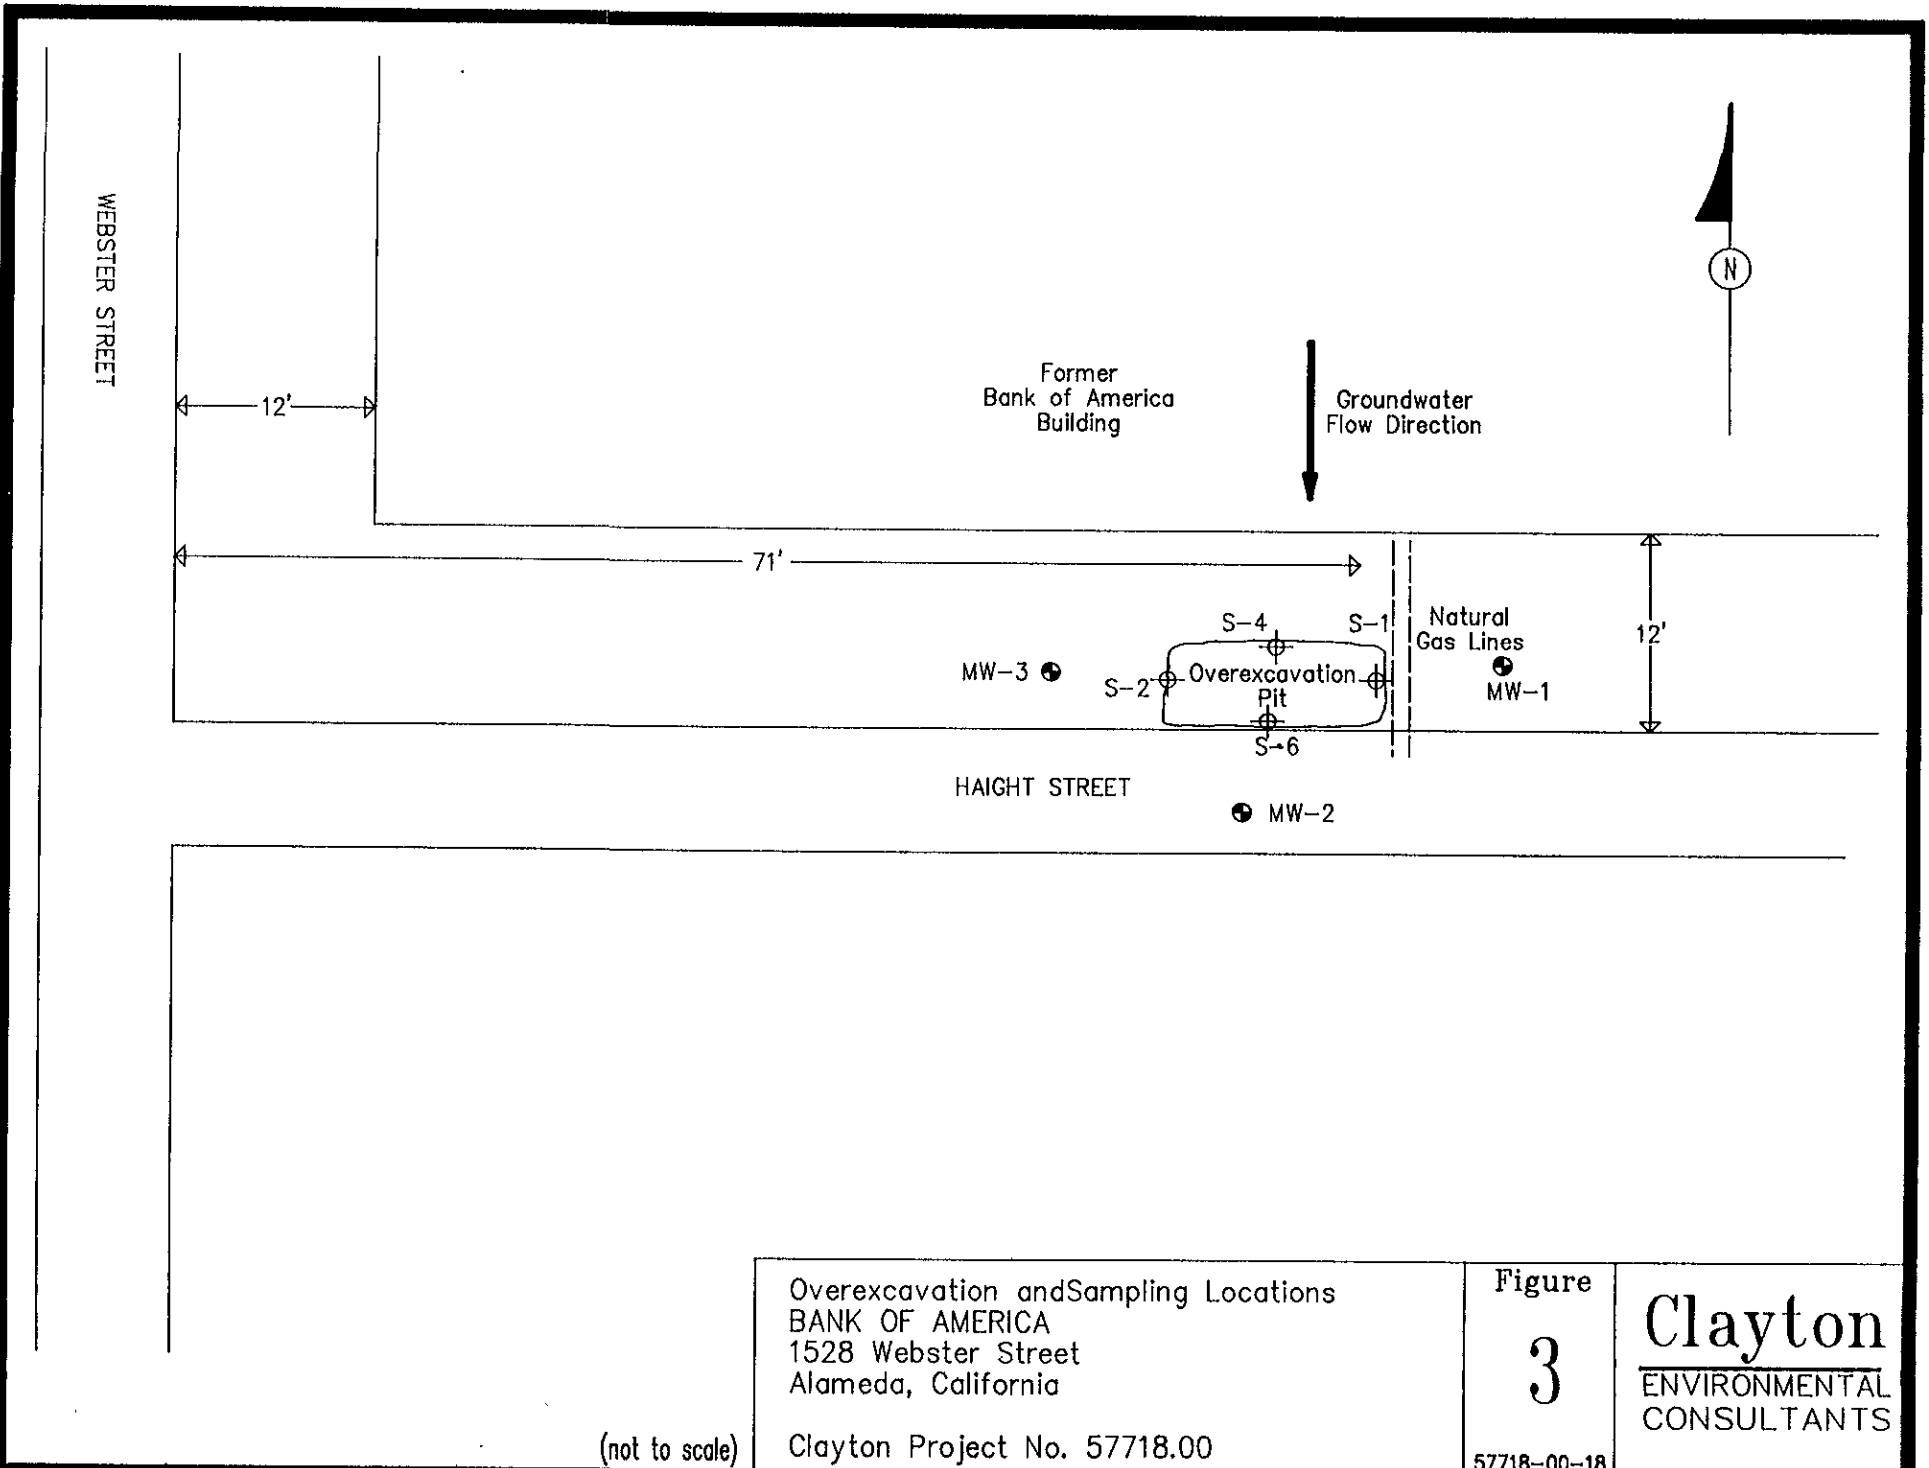 WEBSTER STREET
N
12'
Former
Bank of America
Building
Groundwater
Flow Direction
71'
S-4
S-1
Natural
Gas Lines
12'
MW-3
S-2
Overexcavation
Pit
MW-1
S-6
HAIGHT STREET
MW-2
(not to scale)
Overexcavation andSampling Locations
BANK OF AMERICA
1528 Webster Street
Alameda, California
Clayton Project No. 57718.00
Figure
3
57718-00-18
Clayton
ENVIRONMENTAL
CONSULTANTS